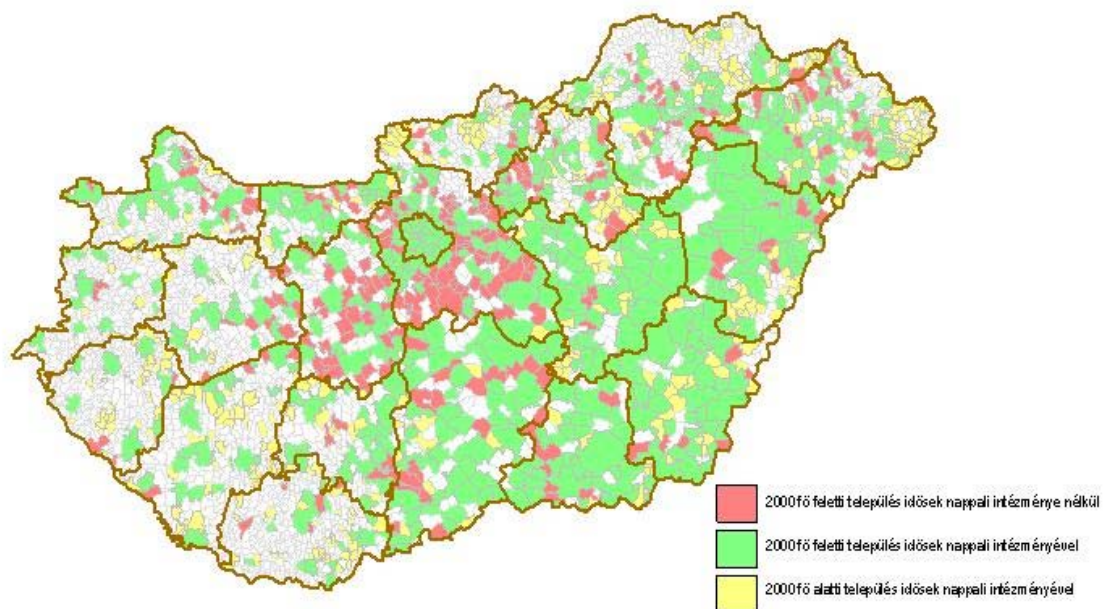 2000 fő feletti település idősek nappali intézménye nélkül
2000 fő feletti település idősek nappali intézményével
2000 fő alatti település idősek nappali intézményével